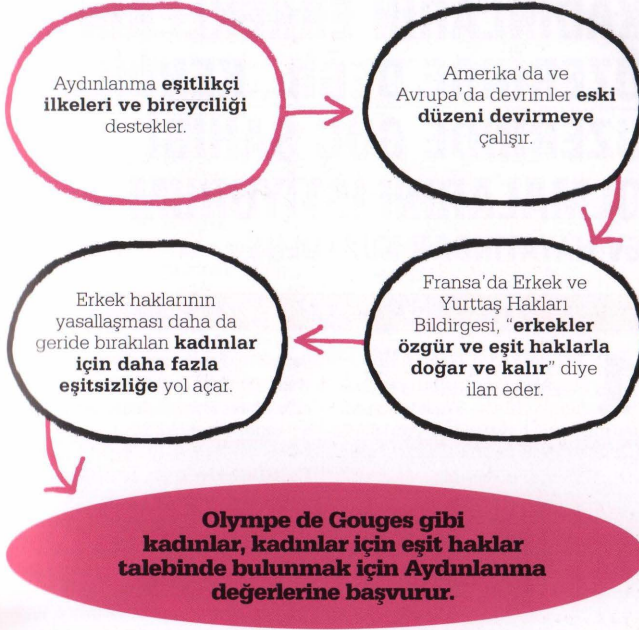 Aydınlanma eşitlikçi
ilkeleri ve bireyciliği
destekler.
Amerika'da ve
Avrupa'da devrimler eski
düzeni devirmeye
çalışır.
Fransa'da Erkek ve
Yurttaş Hakları
Bildirgesi, “erkekler
özgür ve eşit haklarla
doğar ve kalır” diye
ilan eder.
Erkek haklarının
yasallaşması daha da
geride bırakılan kadınlar
için daha fazla
eşitsizliğe yol açar.
Olympe de Gouges gibi
kadınlar, kadınlar için eşit haklar
talebinde bulunmak için Aydınlanma
değerlerine başvurur.